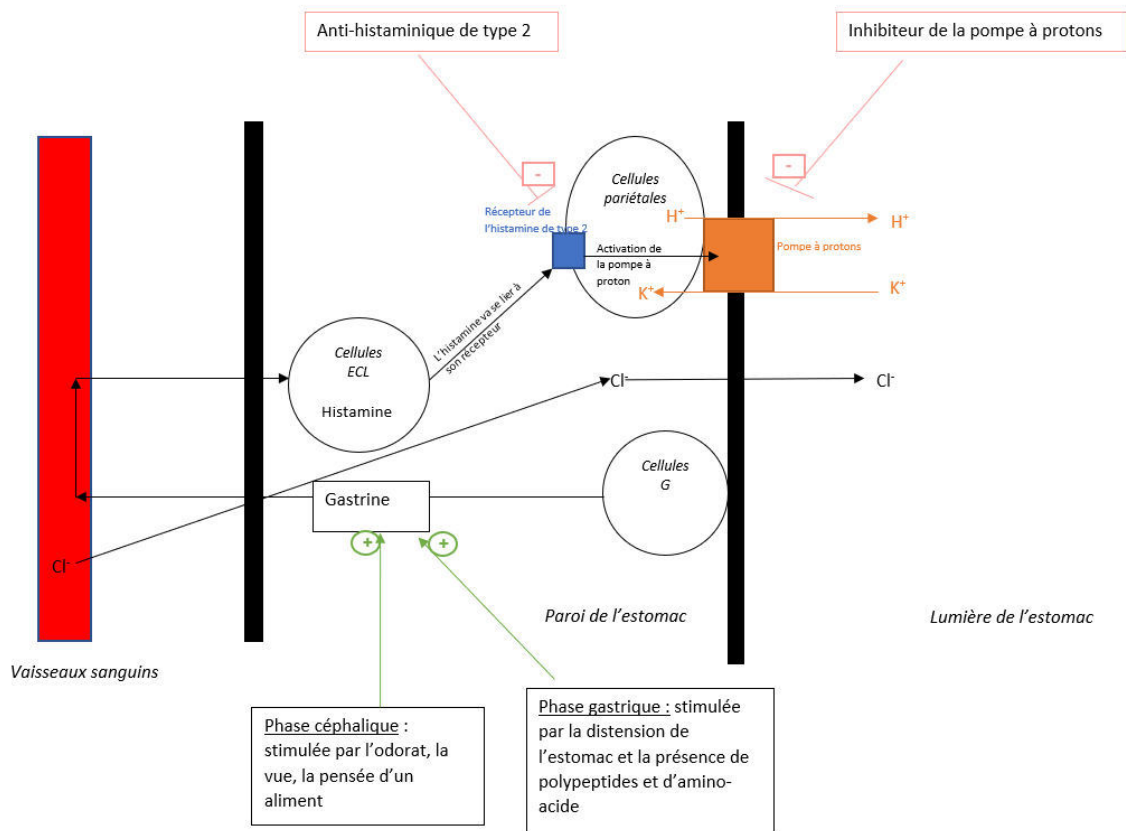 Anti-histaminique de type 2
Inhibiteur de la pompe à protons
-
-
Cellules
pariétales
Récepteur de
l'histamine de type 2
H⁺
H⁺
Activation de
la pompe à
proton
Pompe à protons
K⁺
K⁺
L'histamine va se lier à
son récepteur
Cellules
ECL
Histamine
Cl⁻
Cl⁻
Cellules
G
Gastrine
+
+
Cl⁻
Paroi de l'estomac
Lumière de l'estomac
Vaisseaux sanguins
Phase céphalique :
stimulée par l'odorat, la
vue, la pensée d'un
aliment
Phase gastrique : stimulée
par la distension de
l'estomac et la présence de
polypeptides et d'amino-
acide